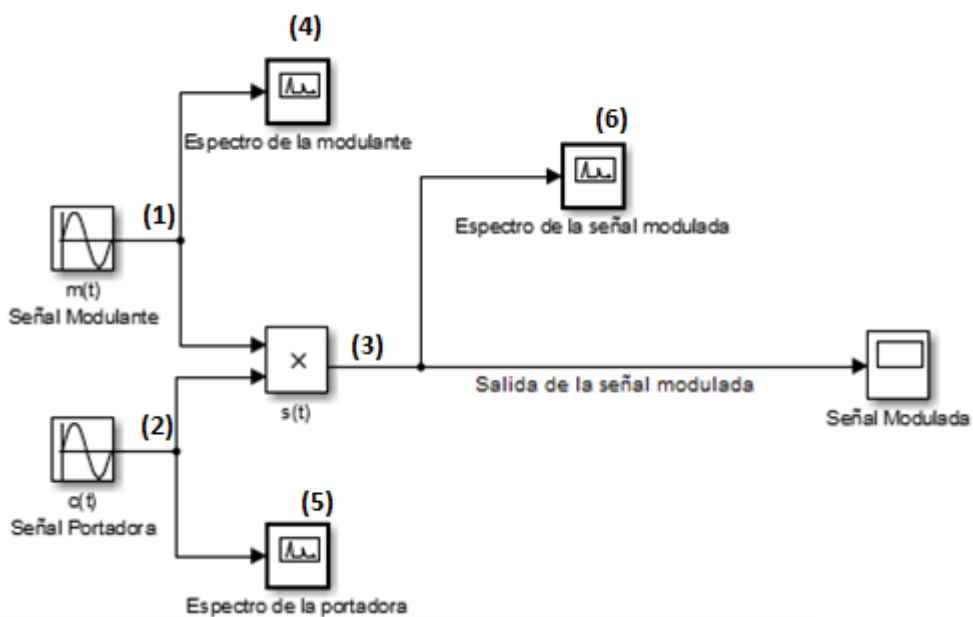 (4)
Espectro de la modulante
(6)
Espectro de la señal modulada
(1)
m(t)
Señal Modulante
(3)
×
s(t)
Salida de la señal modulada
Señal Modulada
(2)
c(t)
Señal Portadora
(5)
Espectro de la portadora